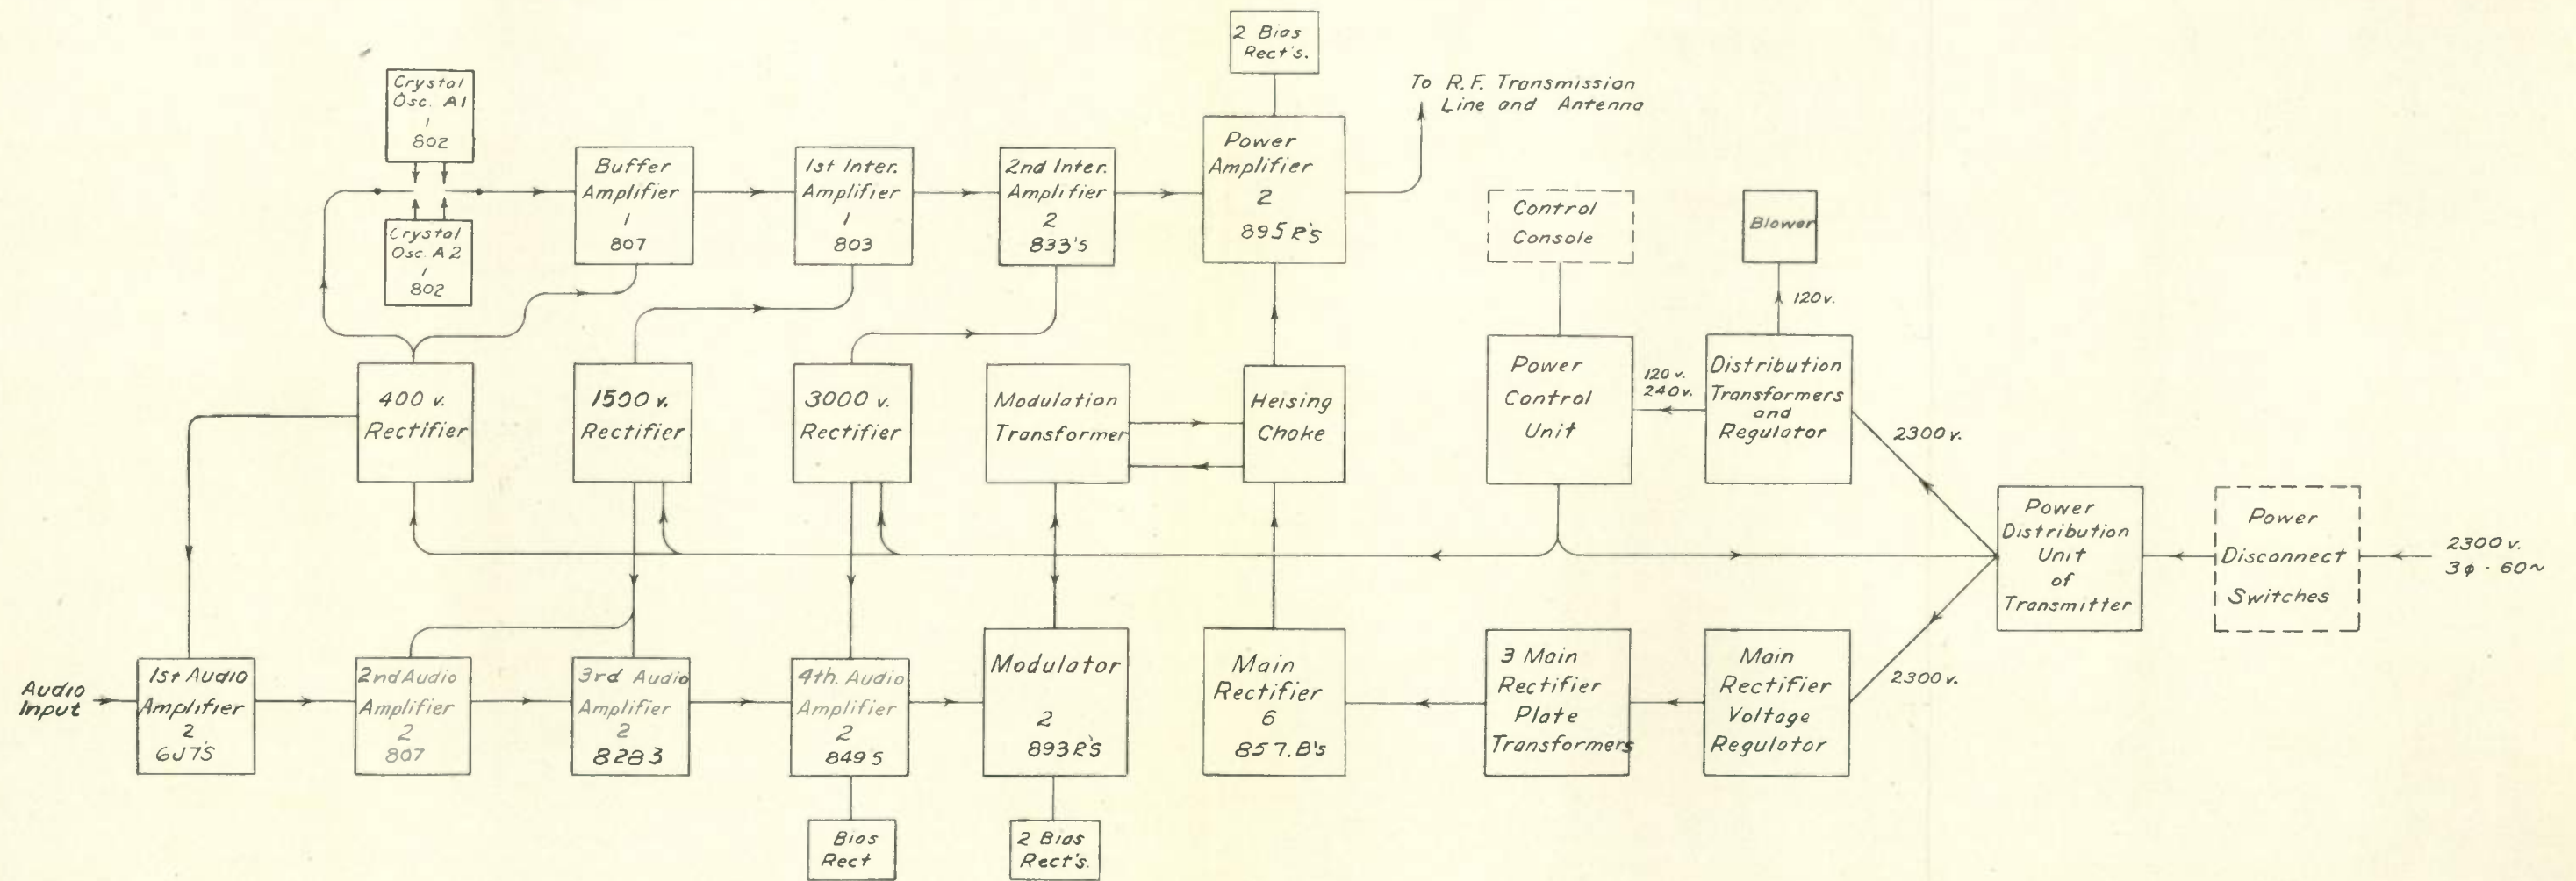 2 Bias
Rect's.
Crystal
Osc. A1
1
802
To R.F. Transmission
Line and Antenna
Power
Amplifier
2
895 R'S
Buffer
Amplifier
1
807
1st Inter.
Amplifier
1
803
2nd Inter.
Amplifier
2
833's
Crystal
Osc. A2
1
802
Control
Console
Blower
120 v.
400 v.
Rectifier
1500 v.
Rectifier
3000 v.
Rectifier
Modulation
Transformer
Heising
Choke
Power
Control
Unit
120 v.
240 v.
Distribution
Transformers
and
Regulator
2300 v.
Power
Distribution
Unit
of
Transmitter
Power
Disconnect
Switches
2300 v.
3φ - 60~
2300 v.
Audio
Input
1st Audio
Amplifier
2
6J7'S
2nd Audio
Amplifier
2
807
3rd Audio
Amplifier
2
8283
4th. Audio
Amplifier
2
849 S
Modulator
2
893R'S
Main
Rectifier
6
857.B's
3 Main
Rectifier
Plate
Transformers
Main
Rectifier
Voltage
Regulator
Bias
Rect
2 Bias
Rect's.